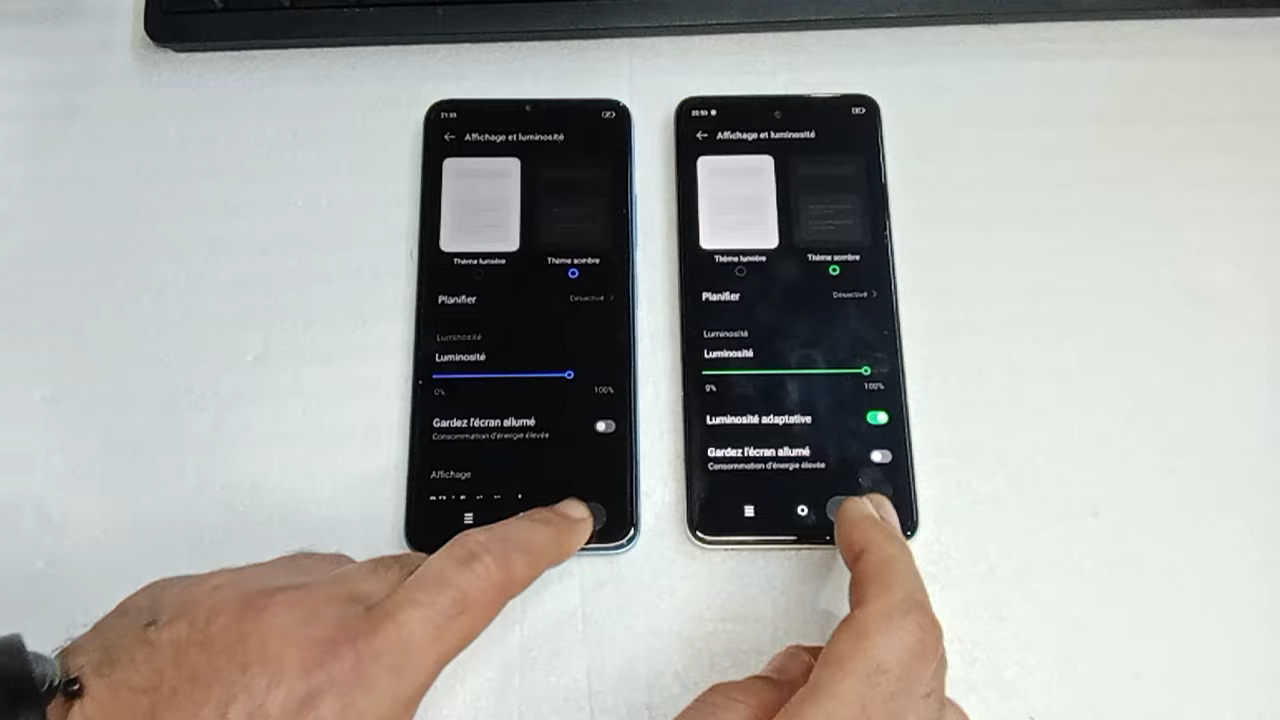 21:55
Affichage et luminosité
Thème lumière
Thème sombre
Planifier
Désactivé
Luminosité
Luminosité
0%
100%
Gardez l'écran allumé
Consommation d'énergie élevée
Affichage
Affichage et luminosité
Thème lumière
Thème sombre
Planifier
Désactivé
Luminosité
Luminosité
0%
100%
Luminosité adaptative
Gardez l'écran allumé
Consommation d'énergie élevée